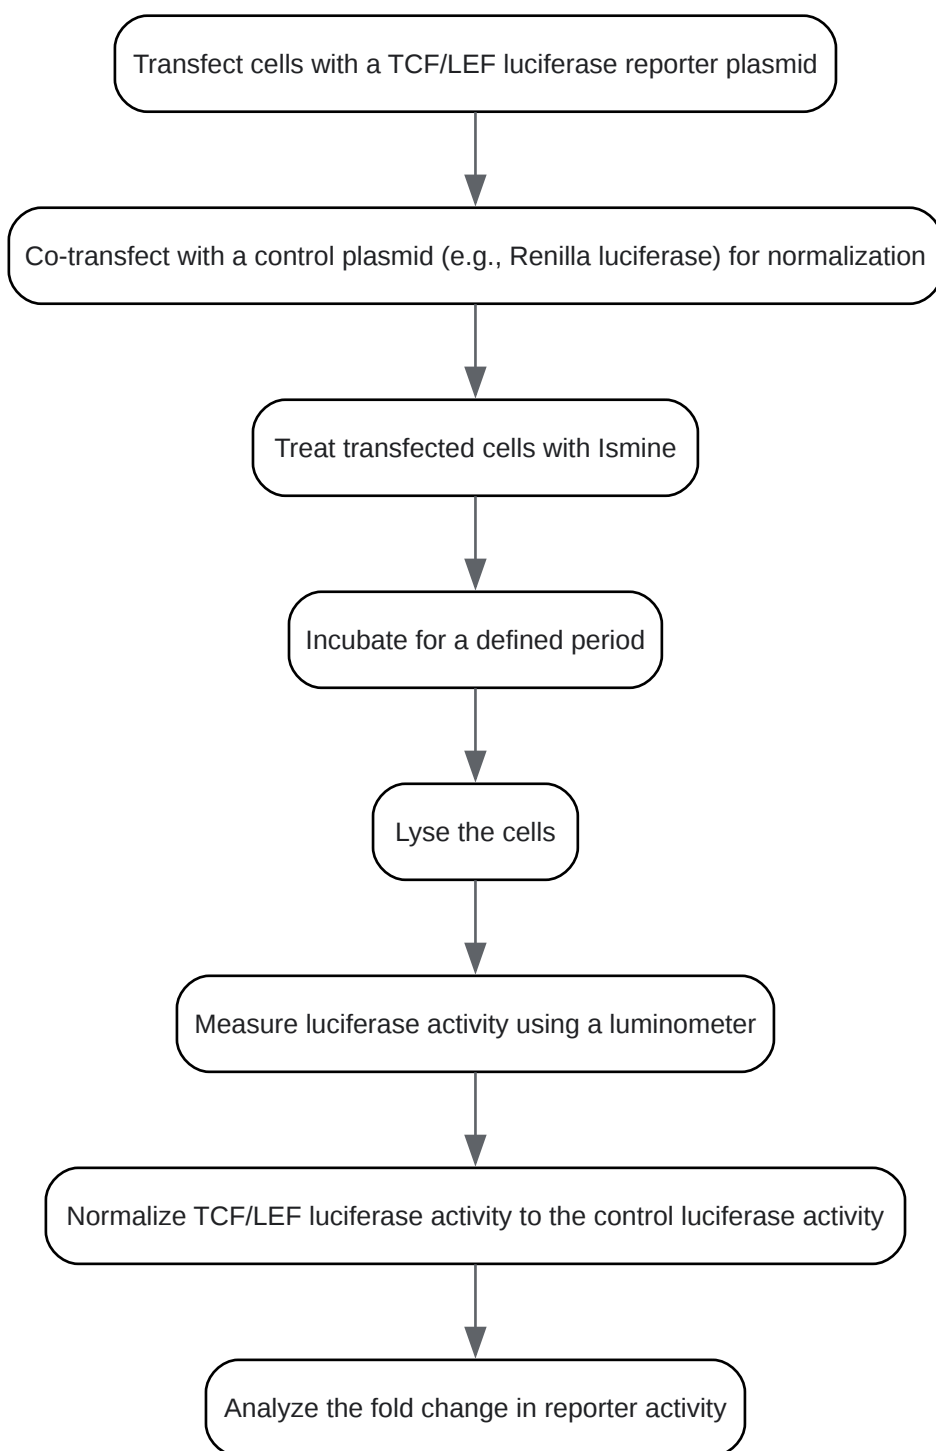 Transfect cells with a TCF/LEF luciferase reporter plasmid
Co-transfect with a control plasmid (e.g., Renilla luciferase) for normalization
Treat transfected cells with Ismine
Incubate for a defined period
Lyse the cells
Measure luciferase activity using a luminometer
Normalize TCF/LEF luciferase activity to the control luciferase activity
Analyze the fold change in reporter activity